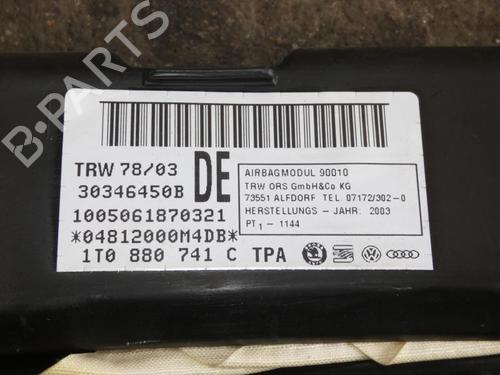 B-PARTS
TRW 78/03
30346450B
DE
1005061870321
*04812000M4DB*
1T0 880 741 C TPA
AIRBAGMODUL 90010
TRW ORS GmbH&Co KG
73551 ALFDORF TEL 07172/302-0
HERSTELLUNGS - JAHR: 2003
PT1 - 1144